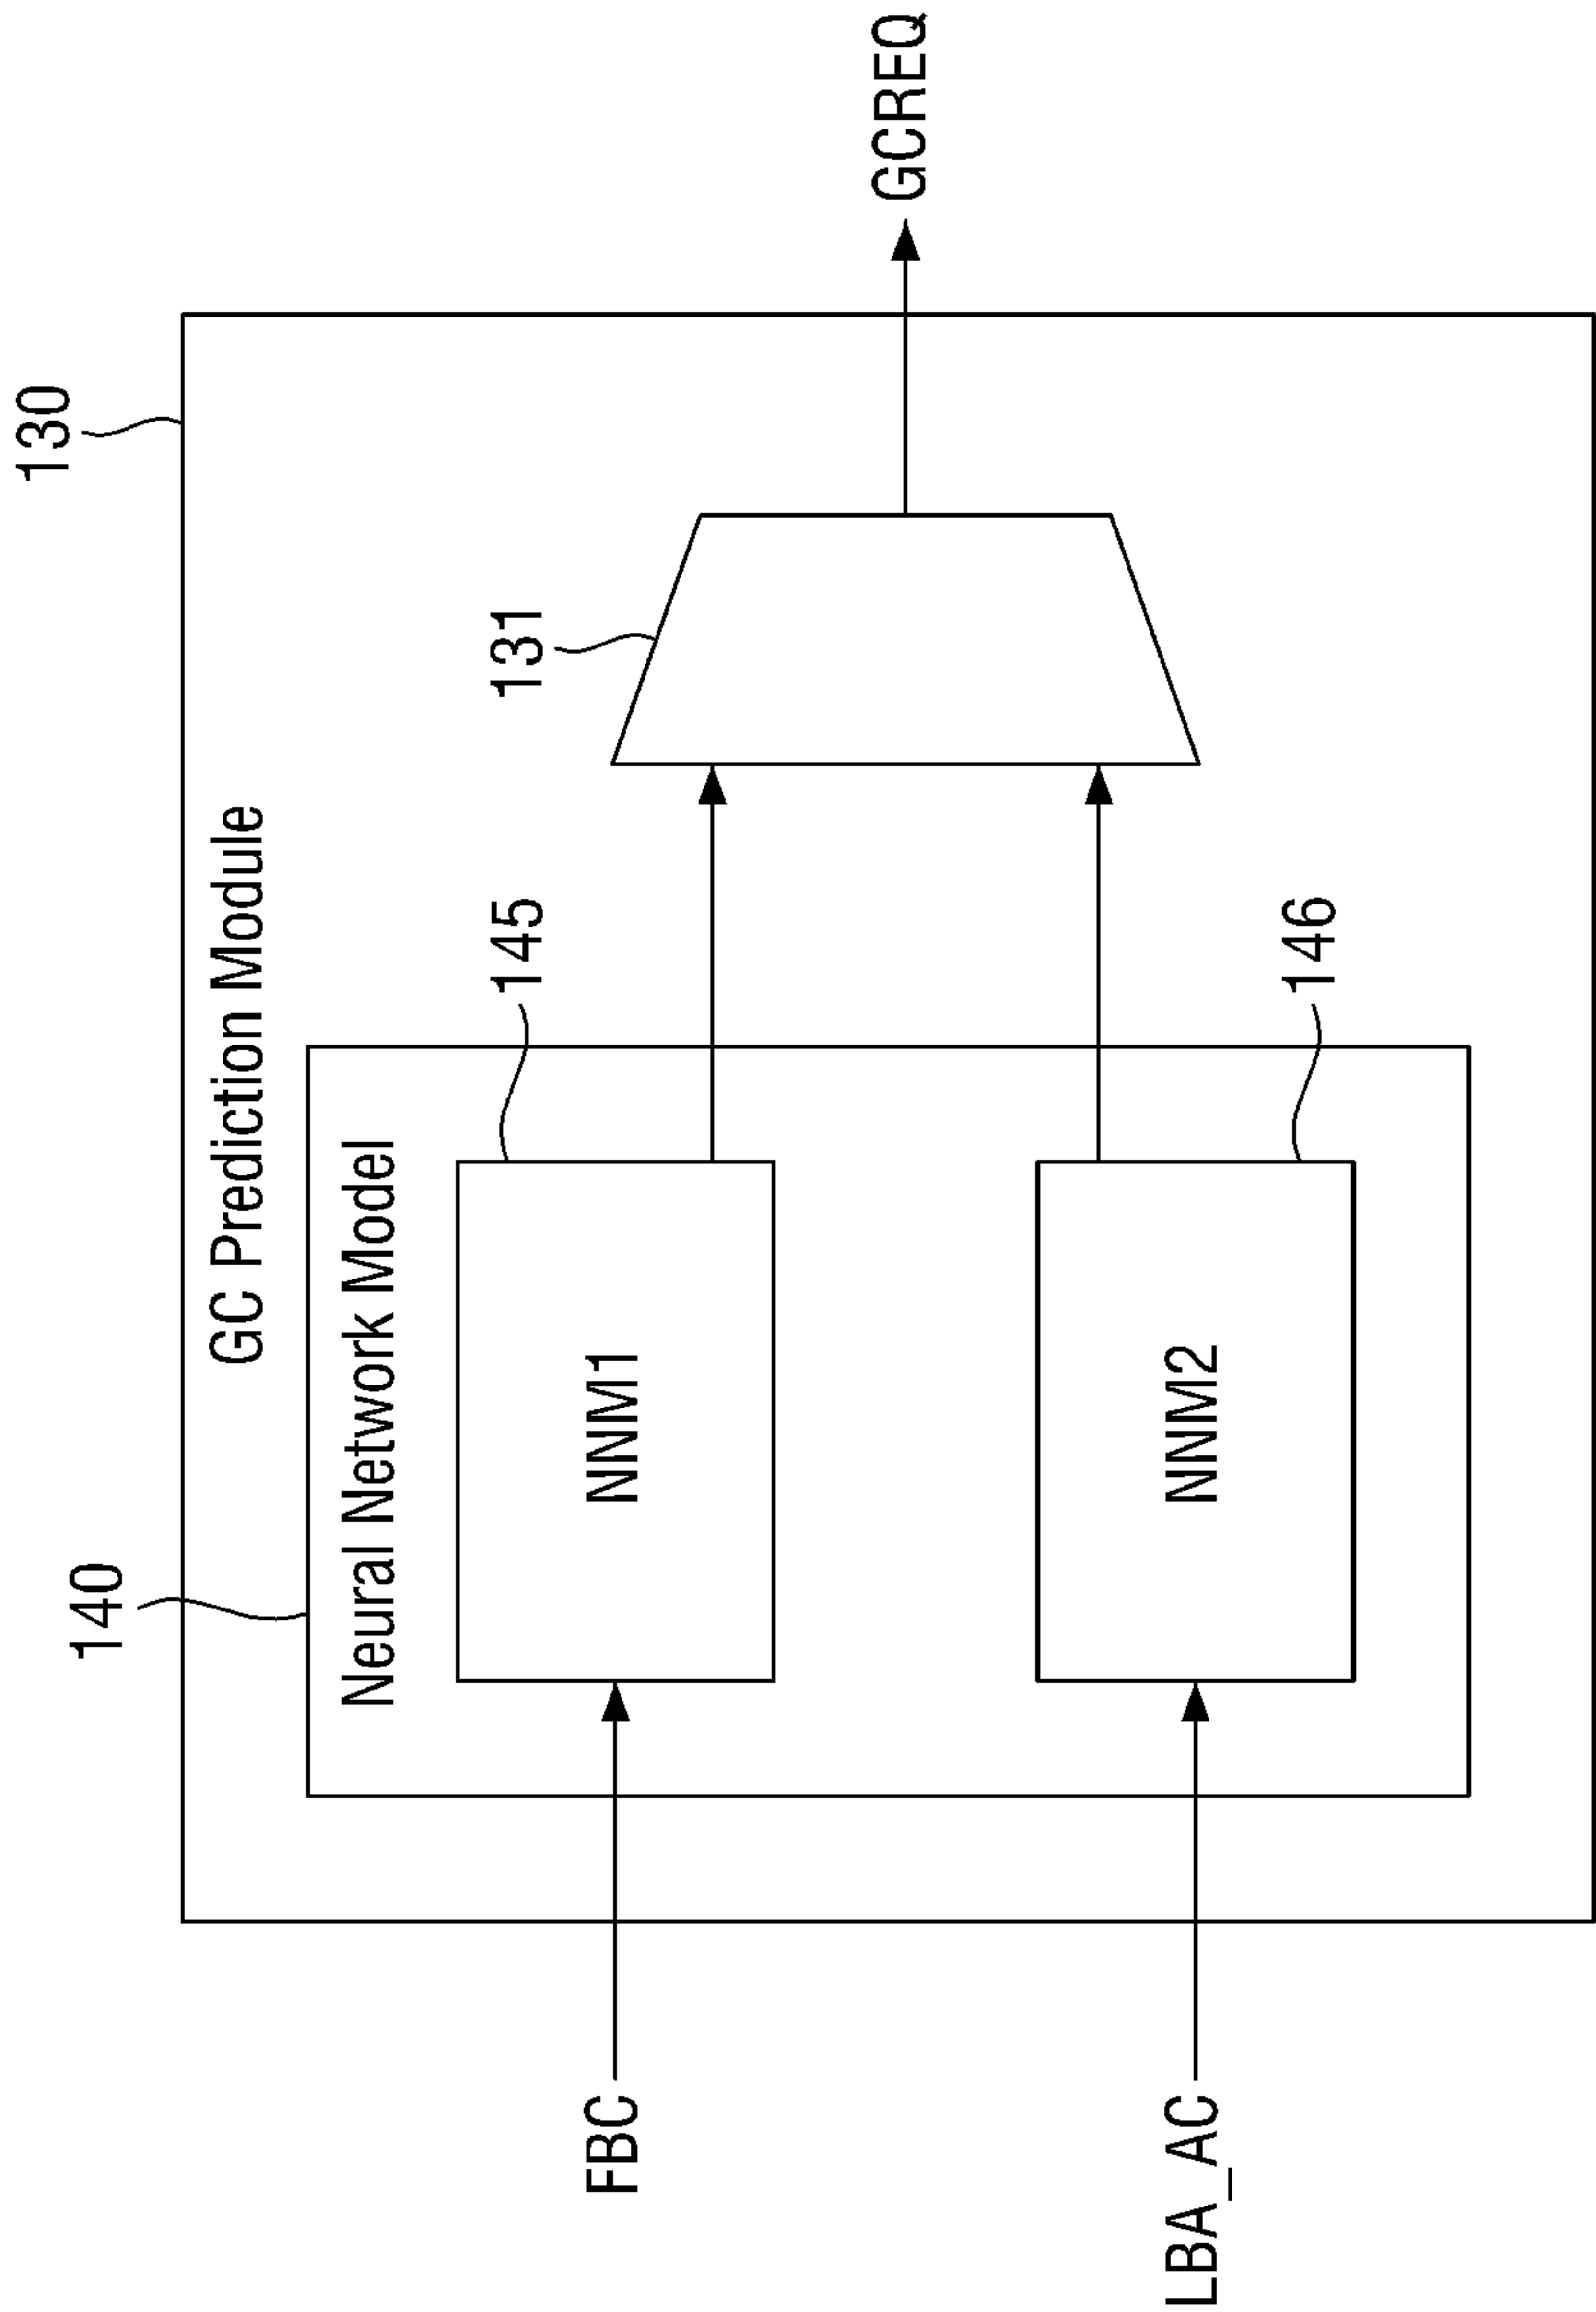 130
GC Prediction Module
140
Neural Network Model
131
145
NNM1
FBC
GCREQ
146
NNM2
LBA_AC